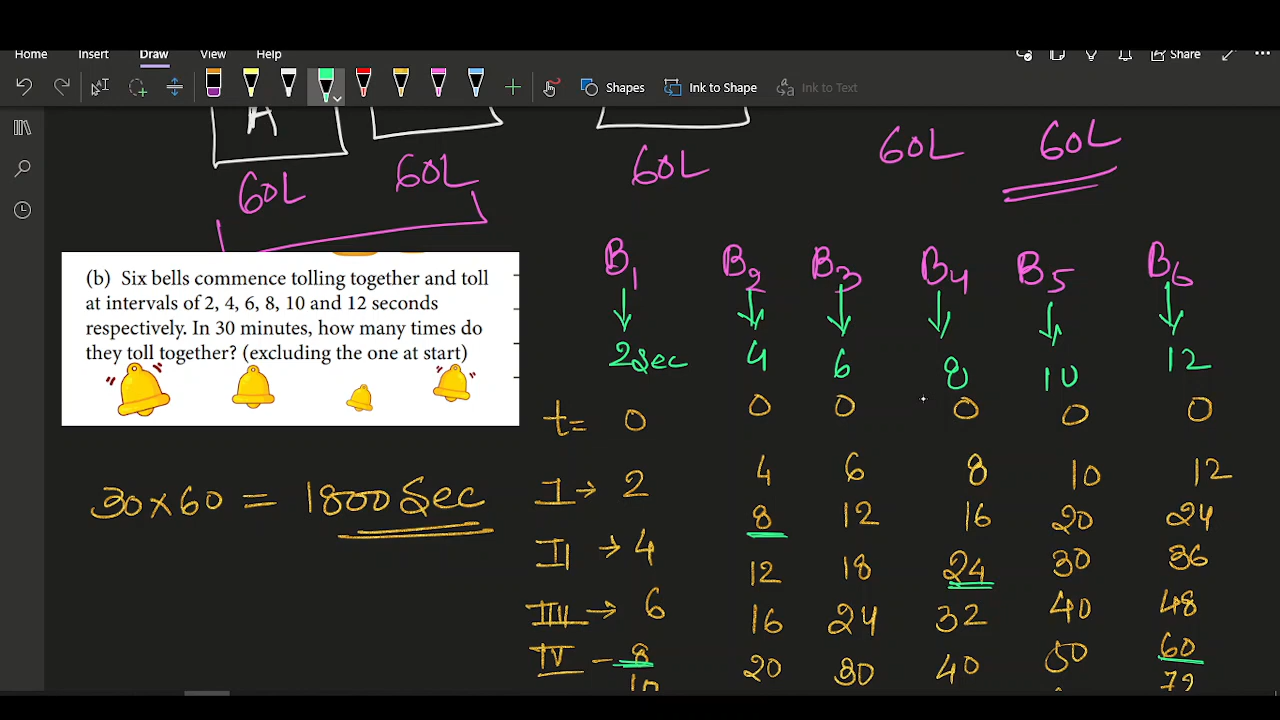 Home Insert Draw View Help Share
Shapes Ink to Shape Ink to Text
A
60L 60L 60L 60L 60L
(b) Six bells commence tolling together and toll
at intervals of 2, 4, 6, 8, 10 and 12 seconds
respectively. In 30 minutes, how many times do
they toll together? (excluding the one at start)
30×60 = 1800 Sec
B1 B2 B3 B4 B5 B6
2Sec 4 6 8 10 12
t= 0 0 0 0 0 0
I→ 2 4 6 8 10 12
8 12 16 20 24
II → 4 12 18 24 30 36
III → 6 16 24 32 40 48
IV – 8 20 30 40 50 60
10 72